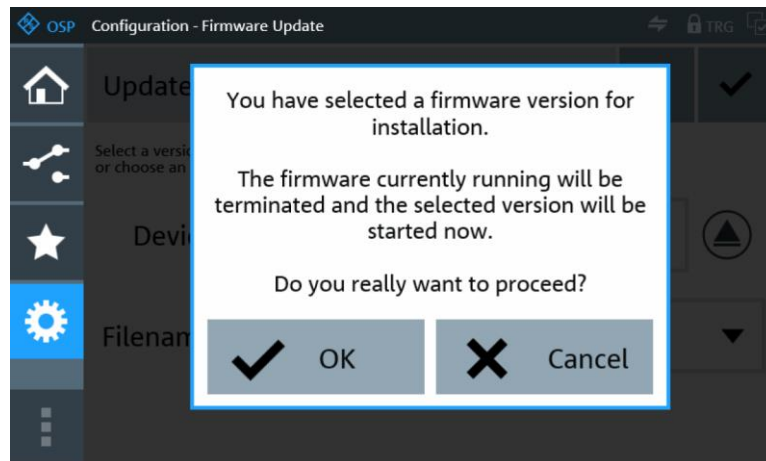 OSP Configuration - Firmware Update TRG
Update
Select a versio
or choose an
Devi
Filenam
You have selected a firmware version for
installation.
The firmware currently running will be
terminated and the selected version will be
started now.
Do you really want to proceed?
OK Cancel